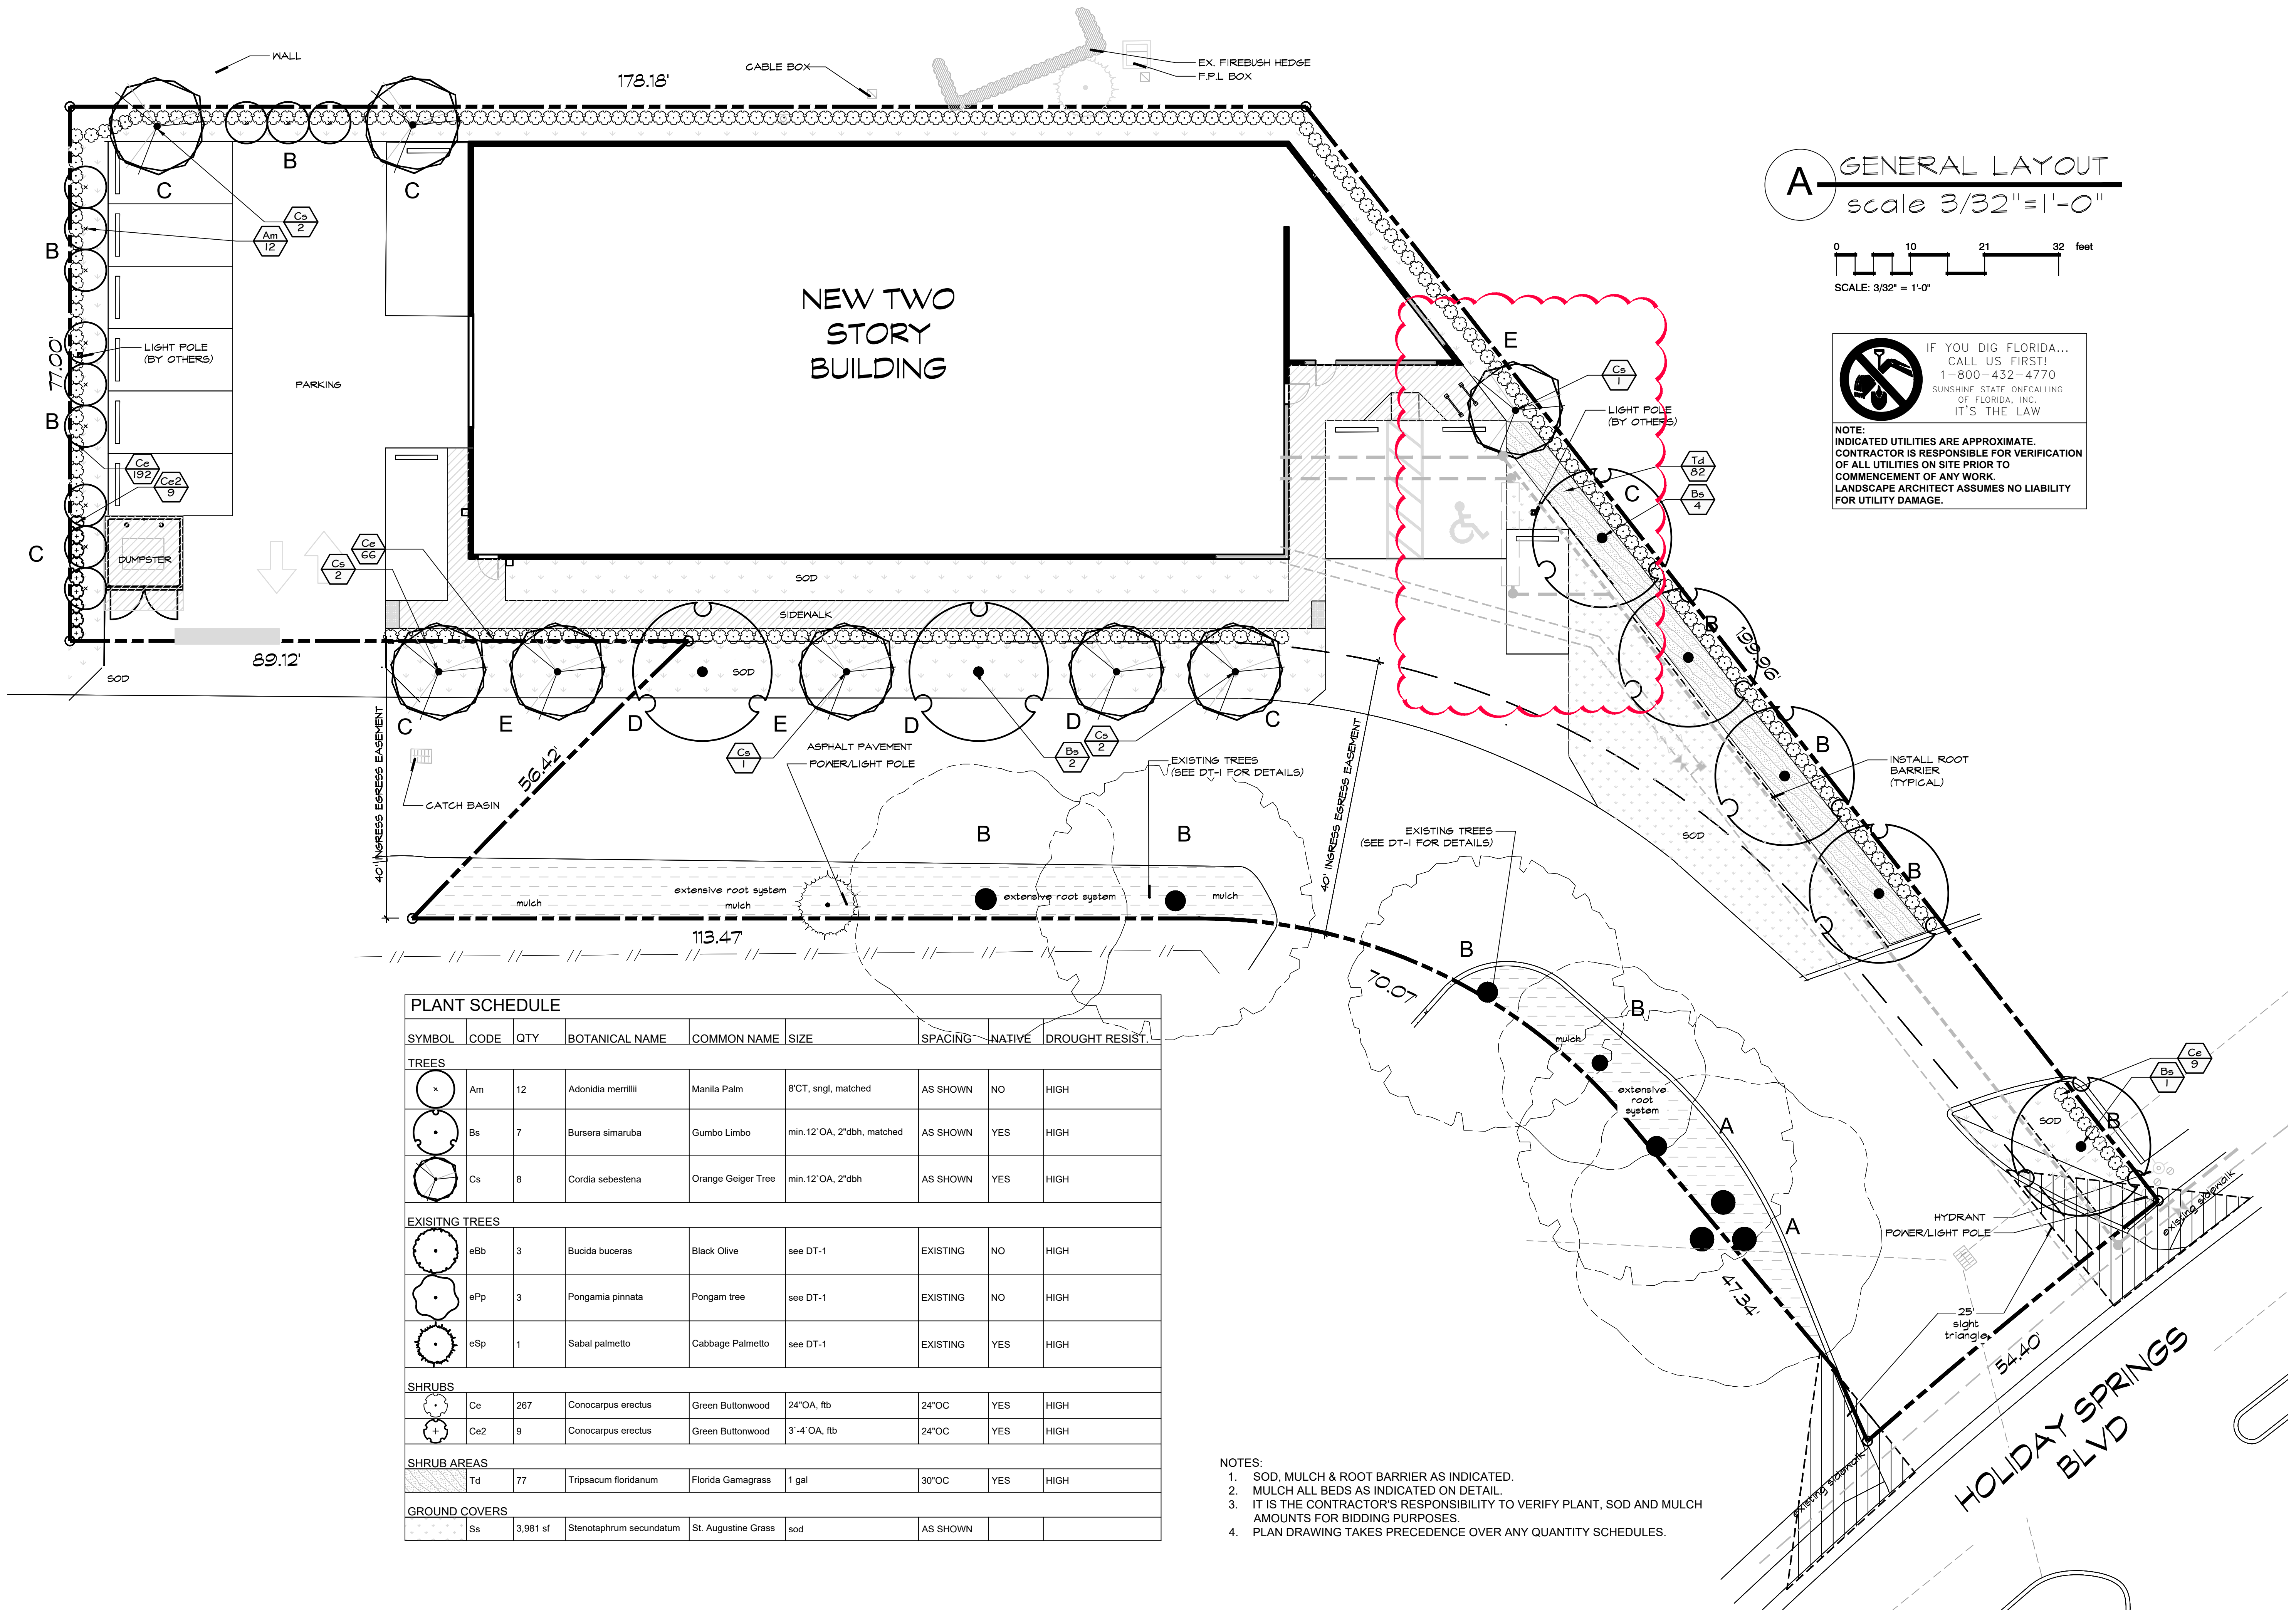 WALL
178.18'
CABLE BOX
EX. FIREBUSH HEDGE
F.P.L BOX
C
B
C
Cs
2
Am
12
B
77.00'
LIGHT POLE
(BY OTHERS)
PARKING
B
Ce
192
Ce2
9
C
DUMPSTER
Ce
66
Cs
2
NEW TWO
STORY
BUILDING
A
GENERAL LAYOUT
scale 3/32"=1'-0"
0 10 21 32 feet
SCALE: 3/32" = 1'-0"
IF YOU DIG FLORIDA...
CALL US FIRST!
1-800-432-4770
SUNSHINE STATE ONECALLING
OF FLORIDA, INC.
IT'S THE LAW
NOTE:
INDICATED UTILITIES ARE APPROXIMATE.
CONTRACTOR IS RESPONSIBLE FOR VERIFICATION
OF ALL UTILITIES ON SITE PRIOR TO
COMMENCEMENT OF ANY WORK.
LANDSCAPE ARCHITECT ASSUMES NO LIABILITY
FOR UTILITY DAMAGE.
E
Cs
1
LIGHT POLE
(BY OTHERS)
Td
82
Bs
4
C
SOD
SIDEWALK
B
199.96'
89.12'
SOD
SOD
C
E
D
E
D
D
C
Cs
1
Bs
2
Cs
2
40' INGRESS EGRESS EASEMENT
56.42'
CATCH BASIN
ASPHALT PAVEMENT
POWER/LIGHT POLE
EXISTING TREES
(SEE DT-1 FOR DETAILS)
40' INGRESS EGRESS EASEMENT
B
INSTALL ROOT
BARRIER
(TYPICAL)
SOD
B
B
B
EXISTING TREES
(SEE DT-1 FOR DETAILS)
mulch
extensive root system
mulch
extensive root system
mulch
113.47'
B
70.07'
B
mulch
extensive
root
system
A
A
47.34'
Ce
9
Bs
1
SOD
B
HYDRANT
POWER/LIGHT POLE
existing sidewalk
25'
sight
triangle
54.40'
HOLIDAY SPRINGS
BLVD
existing sidewalk
PLANT SCHEDULE
SYMBOL CODE QTY BOTANICAL NAME COMMON NAME SIZE SPACING NATIVE DROUGHT RESIST.
TREES
Am 12 Adonidia merrillii Manila Palm 8'CT, sngl, matched AS SHOWN NO HIGH
Bs 7 Bursera simaruba Gumbo Limbo min.12`OA, 2"dbh, matched AS SHOWN YES HIGH
Cs 8 Cordia sebestena Orange Geiger Tree min.12`OA, 2"dbh AS SHOWN YES HIGH
EXISITNG TREES
eBb 3 Bucida buceras Black Olive see DT-1 EXISTING NO HIGH
ePp 3 Pongamia pinnata Pongam tree see DT-1 EXISTING NO HIGH
eSp 1 Sabal palmetto Cabbage Palmetto see DT-1 EXISTING YES HIGH
SHRUBS
Ce 267 Conocarpus erectus Green Buttonwood 24"OA, ftb 24"OC YES HIGH
Ce2 9 Conocarpus erectus Green Buttonwood 3`-4`OA, ftb 24"OC YES HIGH
SHRUB AREAS
Td 77 Tripsacum floridanum Florida Gamagrass 1 gal 30"OC YES HIGH
GROUND COVERS
Ss 3,981 sf Stenotaphrum secundatum St. Augustine Grass sod AS SHOWN
NOTES:
1. SOD, MULCH & ROOT BARRIER AS INDICATED.
2. MULCH ALL BEDS AS INDICATED ON DETAIL.
3. IT IS THE CONTRACTOR'S RESPONSIBILITY TO VERIFY PLANT, SOD AND MULCH
AMOUNTS FOR BIDDING PURPOSES.
4. PLAN DRAWING TAKES PRECEDENCE OVER ANY QUANTITY SCHEDULES.